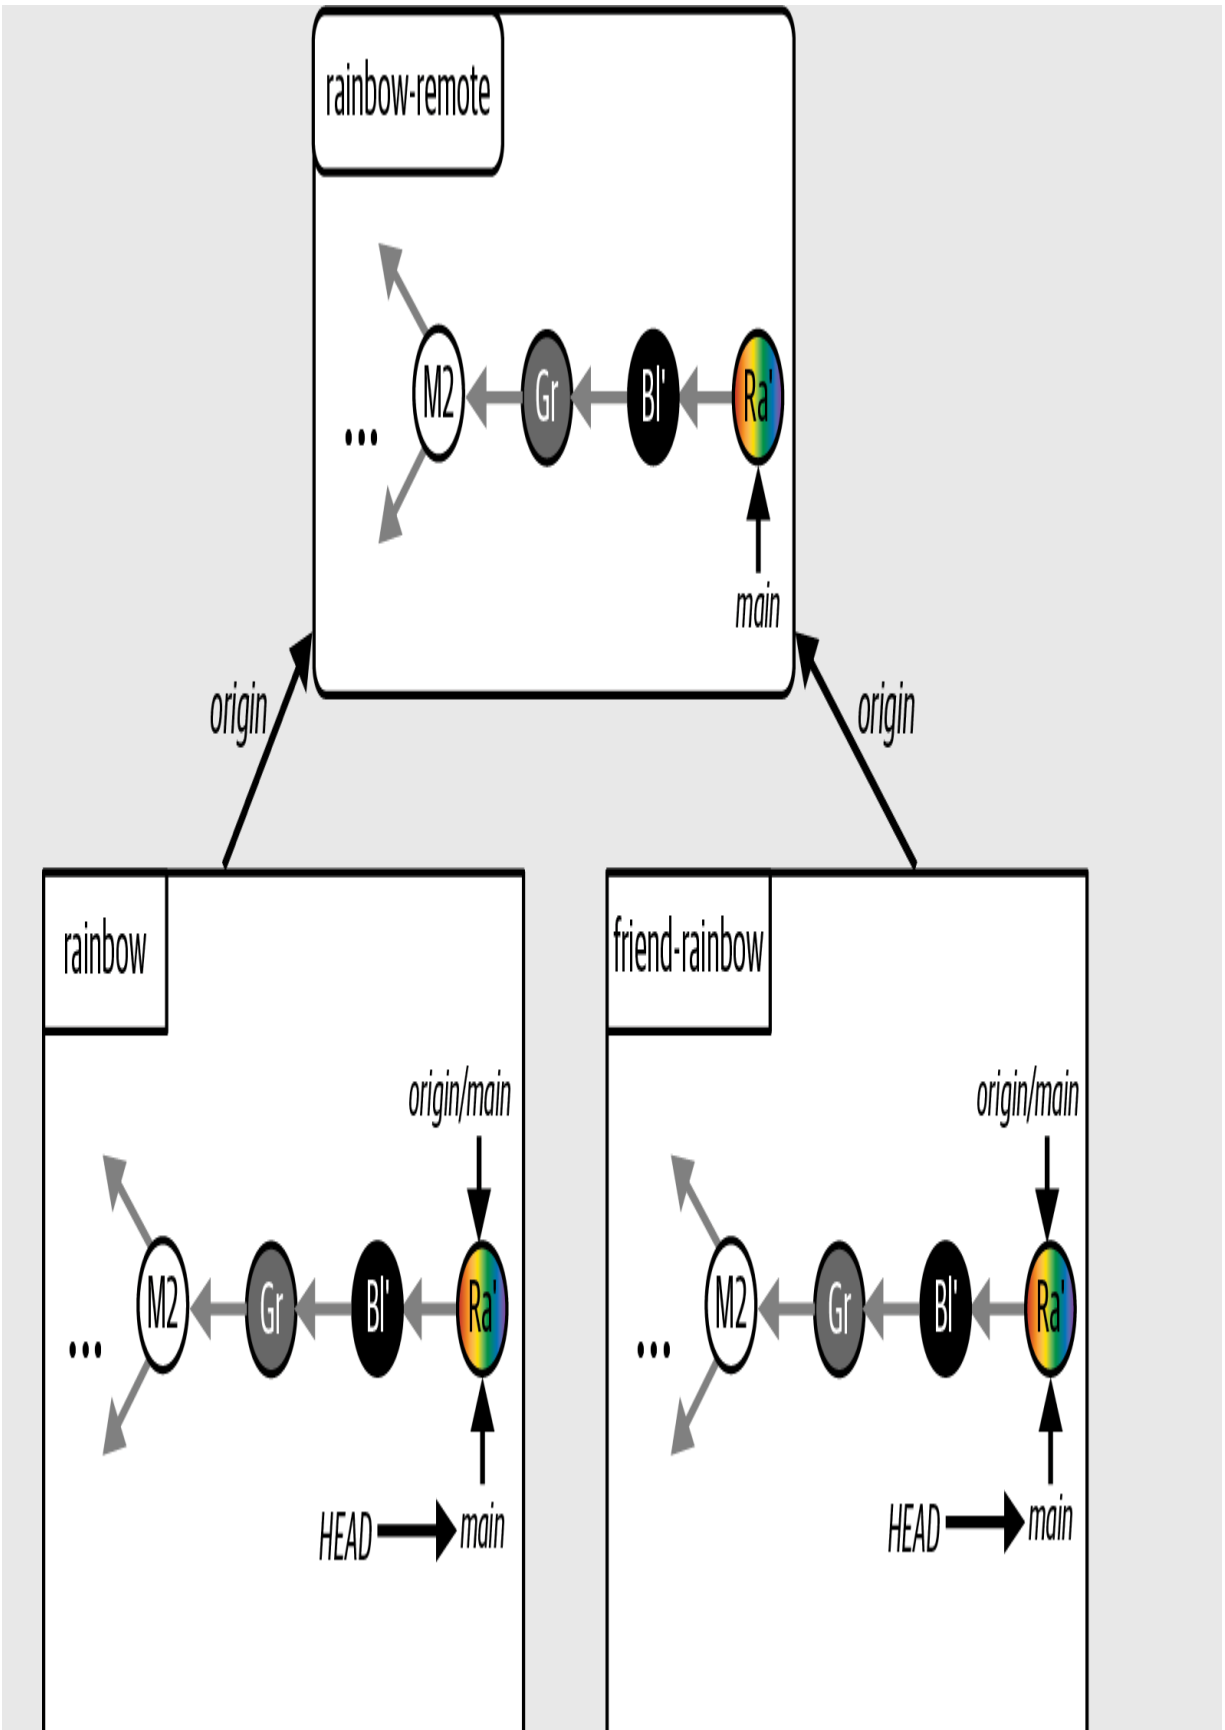 rainbow-remote
M2 Gr Bl' Ra'
...
main
origin origin
rainbow friend-rainbow
origin/main origin/main
M2 Gr Bl' Ra' M2 Gr Bl' Ra'
... ...
HEAD main HEAD main